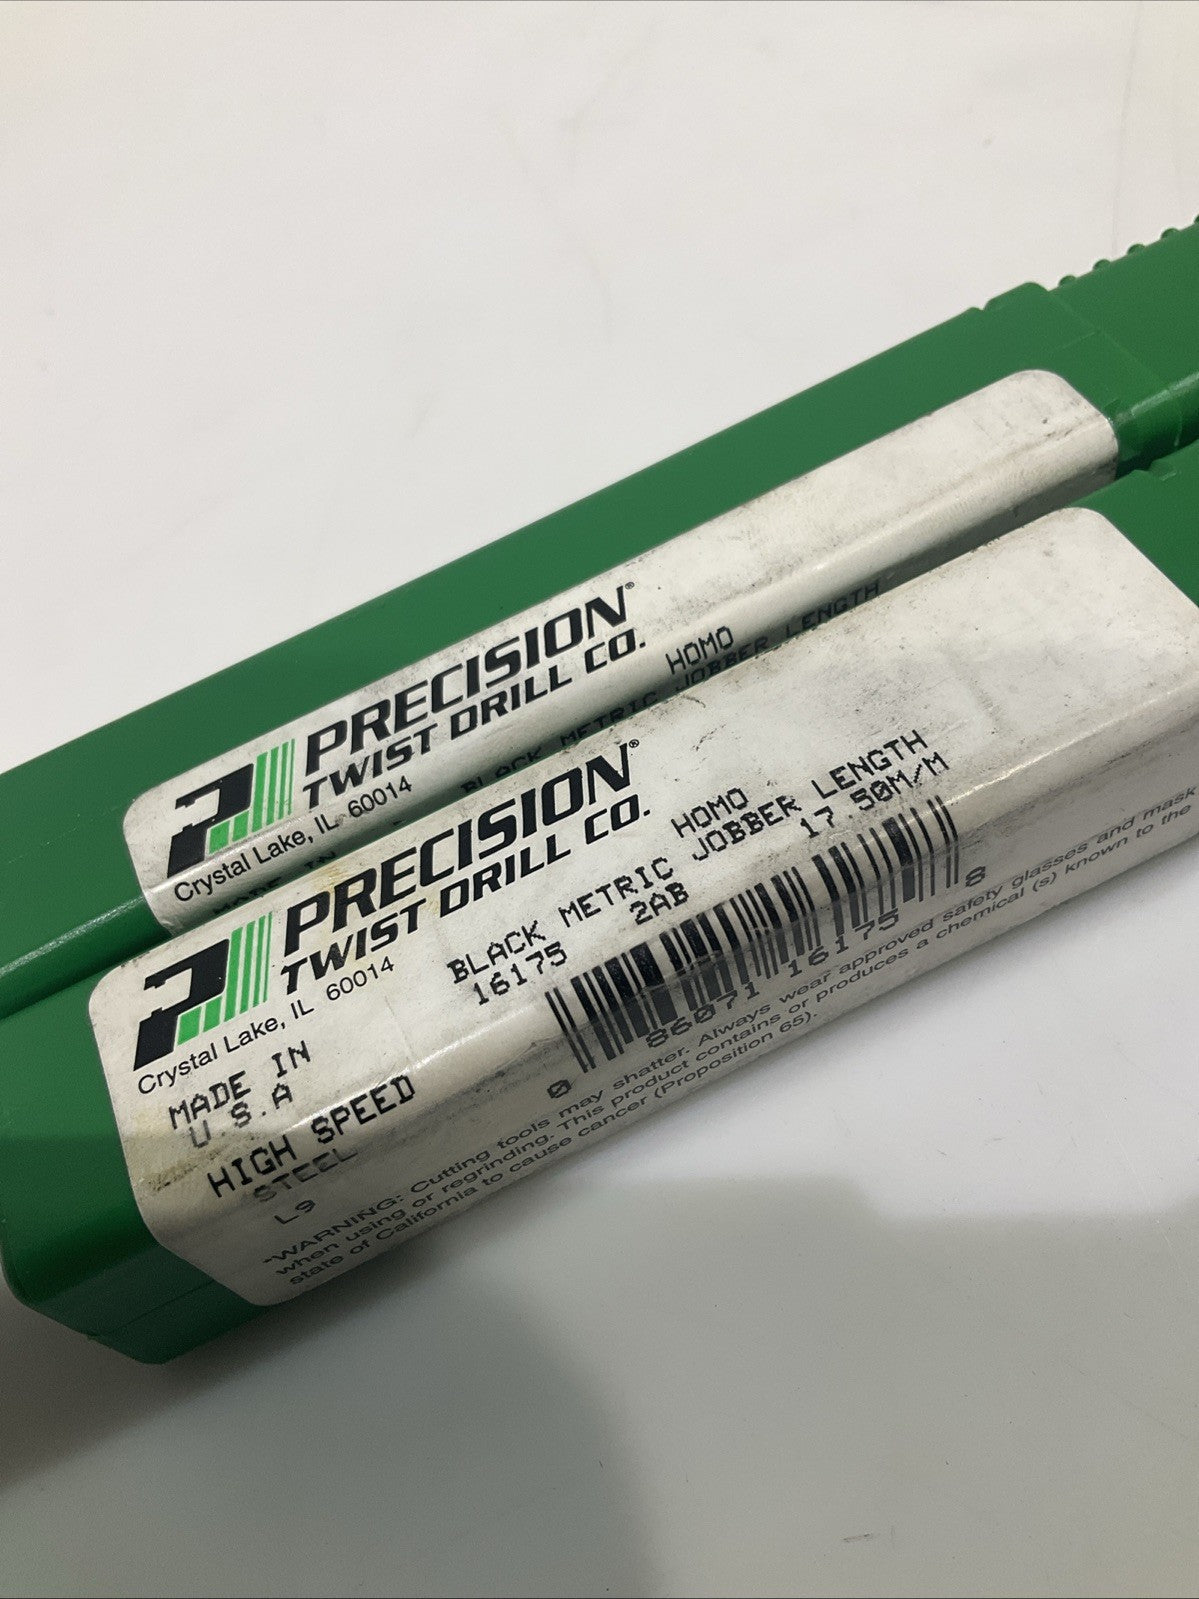 PRECISION®
TWIST DRILL CO.
Crystal Lake, IL 60014
HOMO
BLACK METRIC JOBBER LENGTH
MADE IN
PRECISION®
TWIST DRILL CO.
Crystal Lake, IL 60014
HOMO
BLACK METRIC JOBBER LENGTH
16175 2AB 17.50M/M
0 86071 16175 8
MADE IN
U.S.A
HIGH SPEED
STEEL
L9
•WARNING: Cutting tools may shatter. Always wear approved safety glasses and mask
when using or regrinding. This product contains or produces a chemical (s) known to the
state of California to cause cancer (Proposition 65).